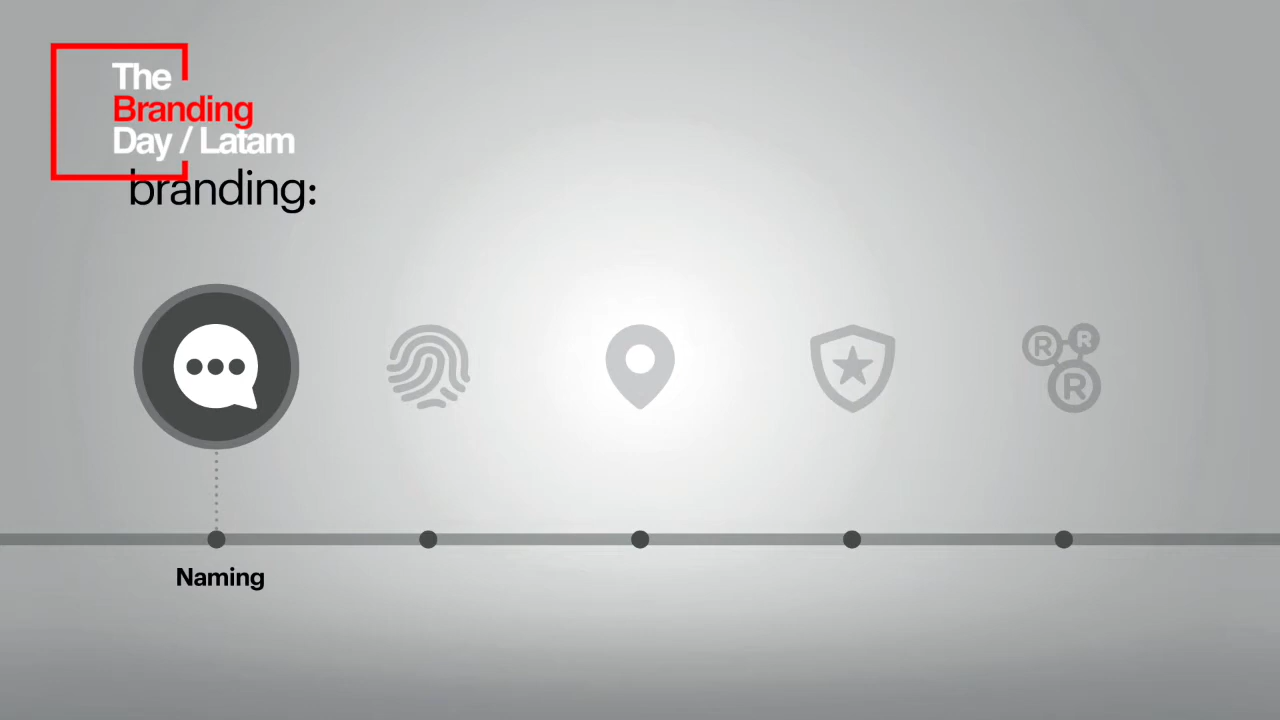 The
Branding
Day / Latam
branding:
R
R
R
Naming